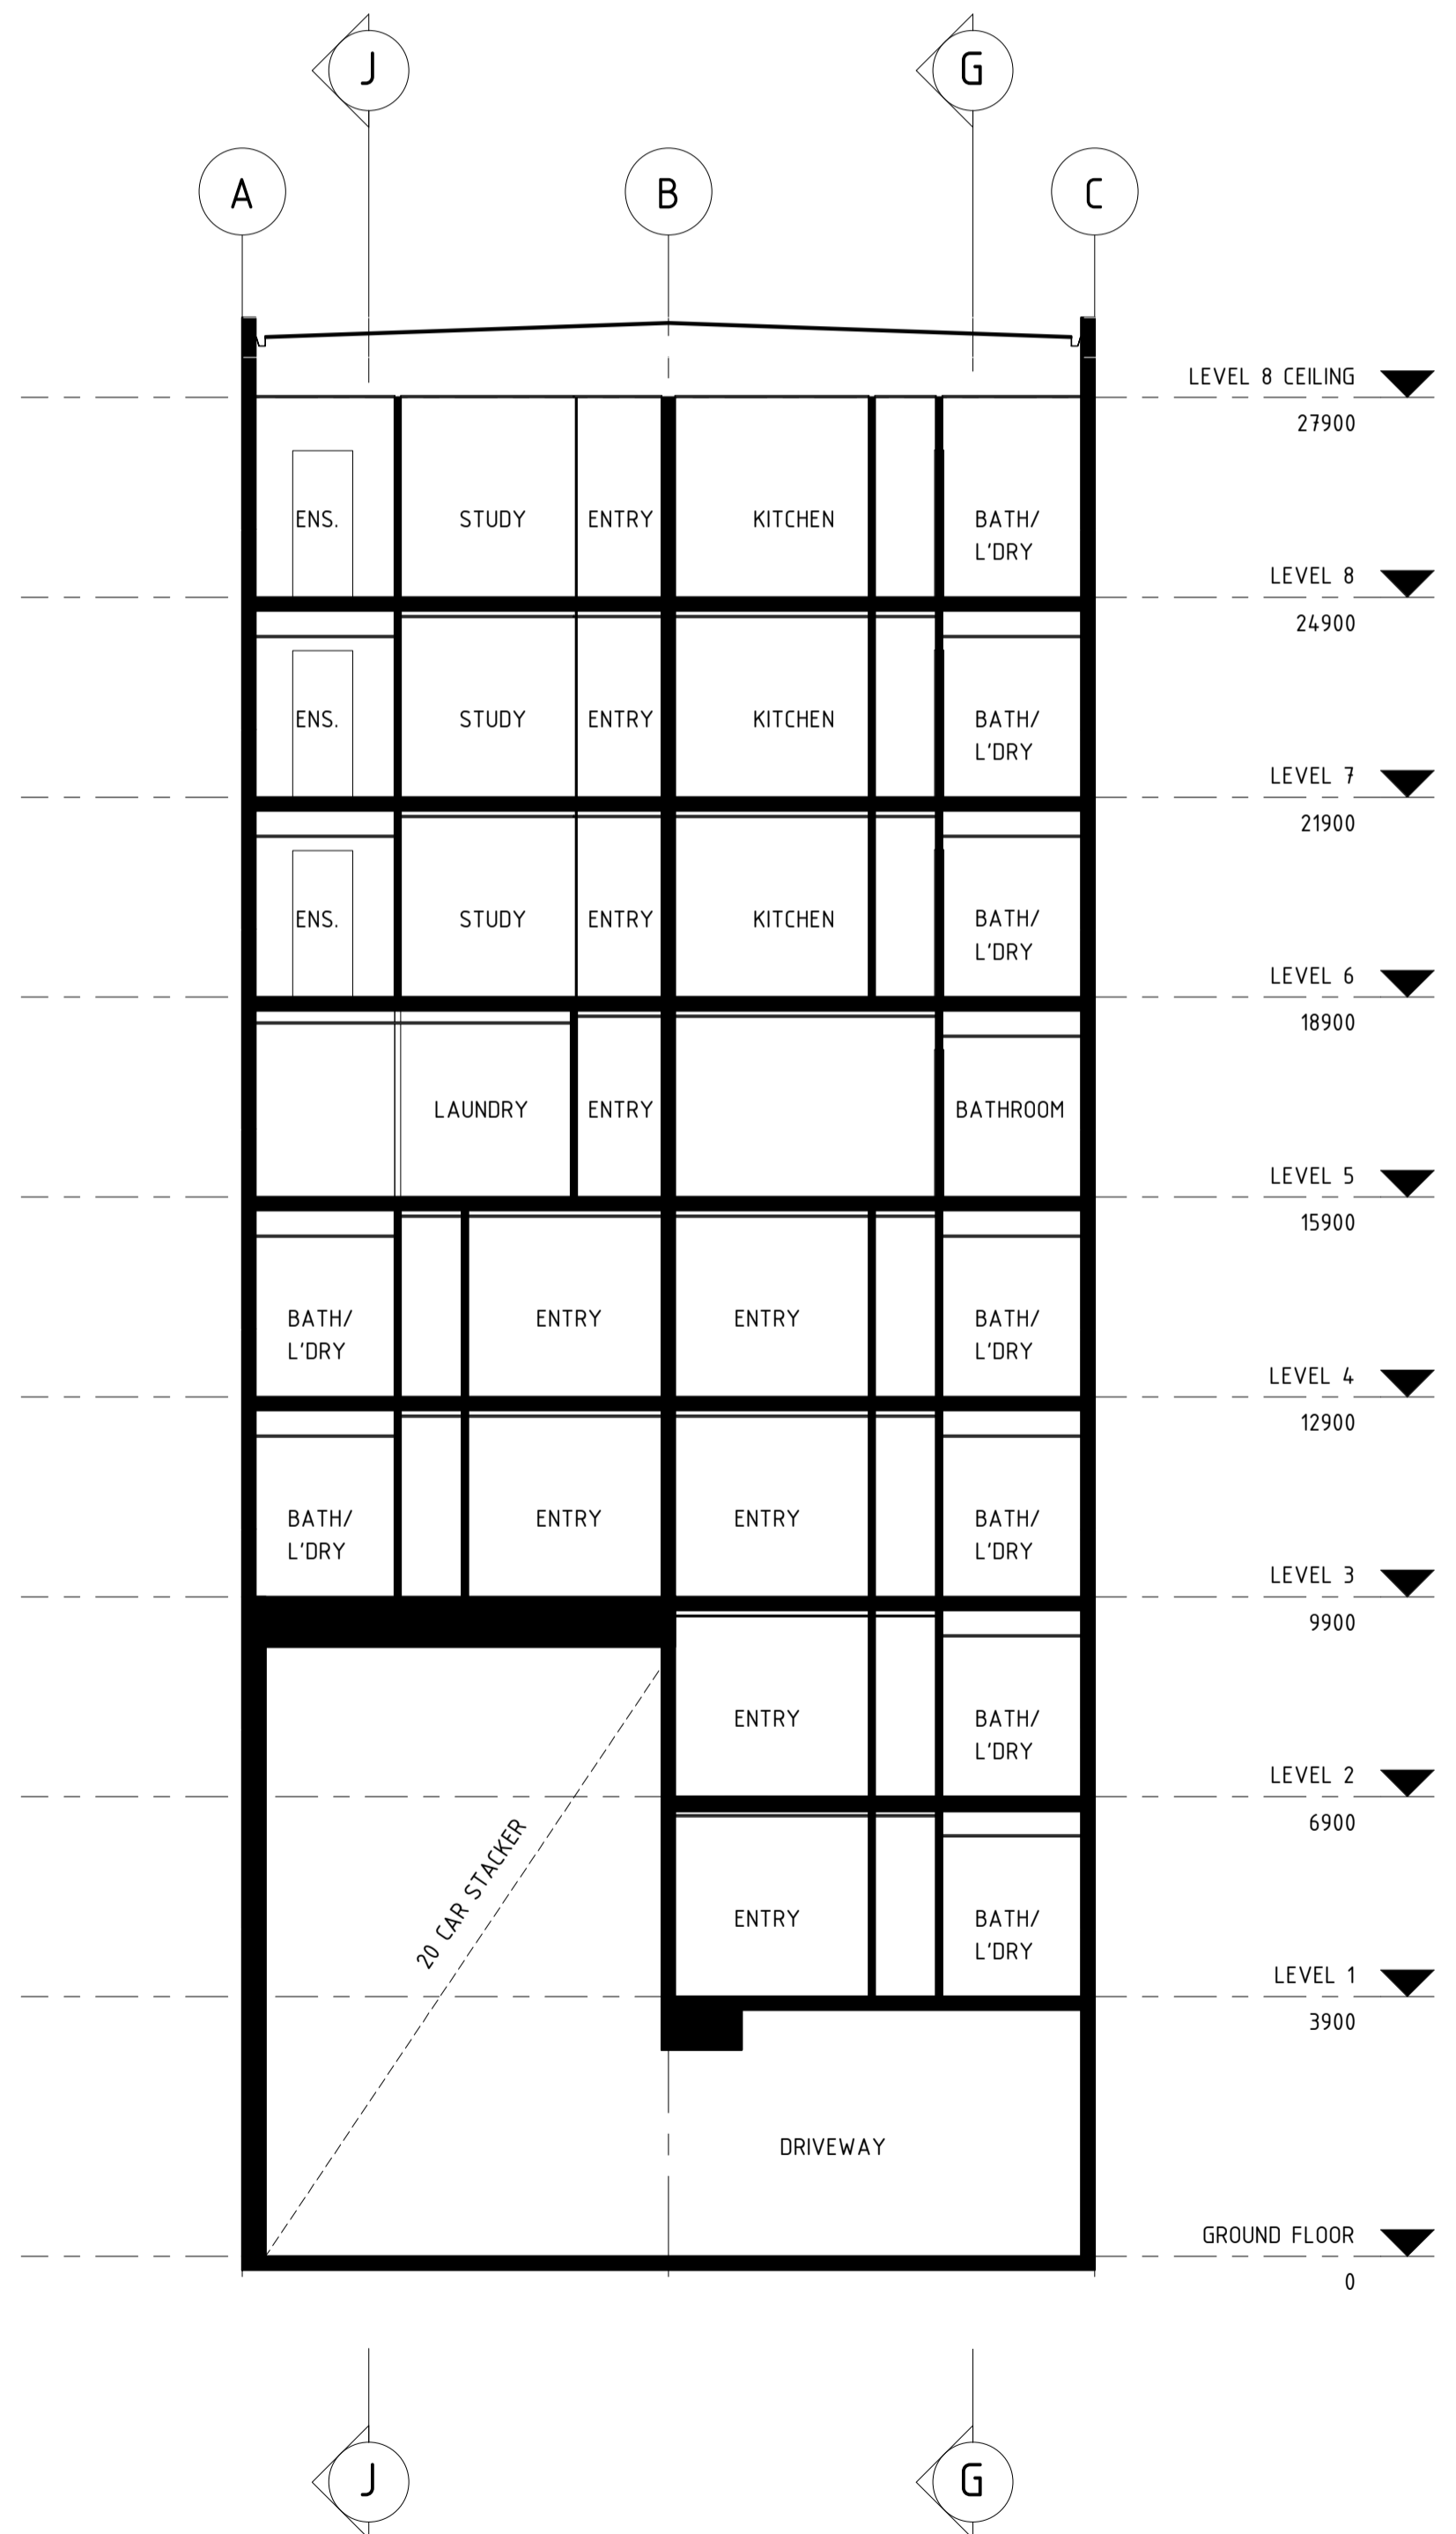 J
G
A
B
C
LEVEL 8 CEILING
27900
ENS.
STUDY
ENTRY
KITCHEN
BATH/
L'DRY
LEVEL 8
24900
ENS.
STUDY
ENTRY
KITCHEN
BATH/
L'DRY
LEVEL 7
21900
ENS.
STUDY
ENTRY
KITCHEN
BATH/
L'DRY
LEVEL 6
18900
LAUNDRY
ENTRY
BATHROOM
LEVEL 5
15900
BATH/
L'DRY
ENTRY
ENTRY
BATH/
L'DRY
LEVEL 4
12900
BATH/
L'DRY
ENTRY
ENTRY
BATH/
L'DRY
LEVEL 3
9900
ENTRY
BATH/
L'DRY
LEVEL 2
6900
20 CAR STACKER
ENTRY
BATH/
L'DRY
LEVEL 1
3900
DRIVEWAY
GROUND FLOOR
0
J
G